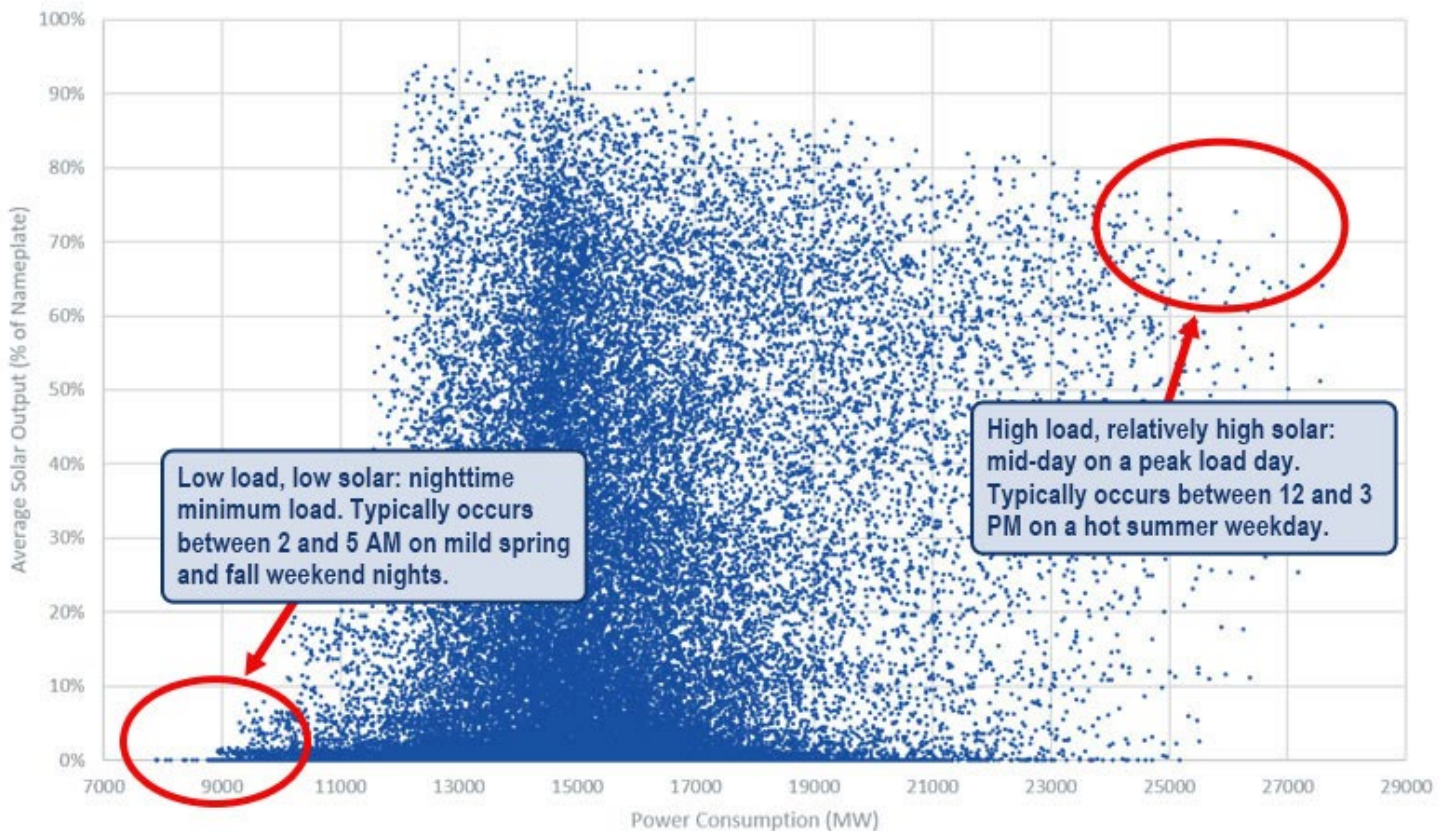 100%
90%
80%
70%
60%
50%
40%
30%
20%
10%
0%
Average Solar Output (% of Nameplate)
Low load, low solar: nighttime
minimum load. Typically occurs
between 2 and 5 AM on mild spring
and fall weekend nights.
High load, relatively high solar:
mid-day on a peak load day.
Typically occurs between 12 and 3
PM on a hot summer weekday.
7000 9000 11000 13000 15000 17000 19000 21000 23000 25000 27000 29000
Power Consumption (MW)